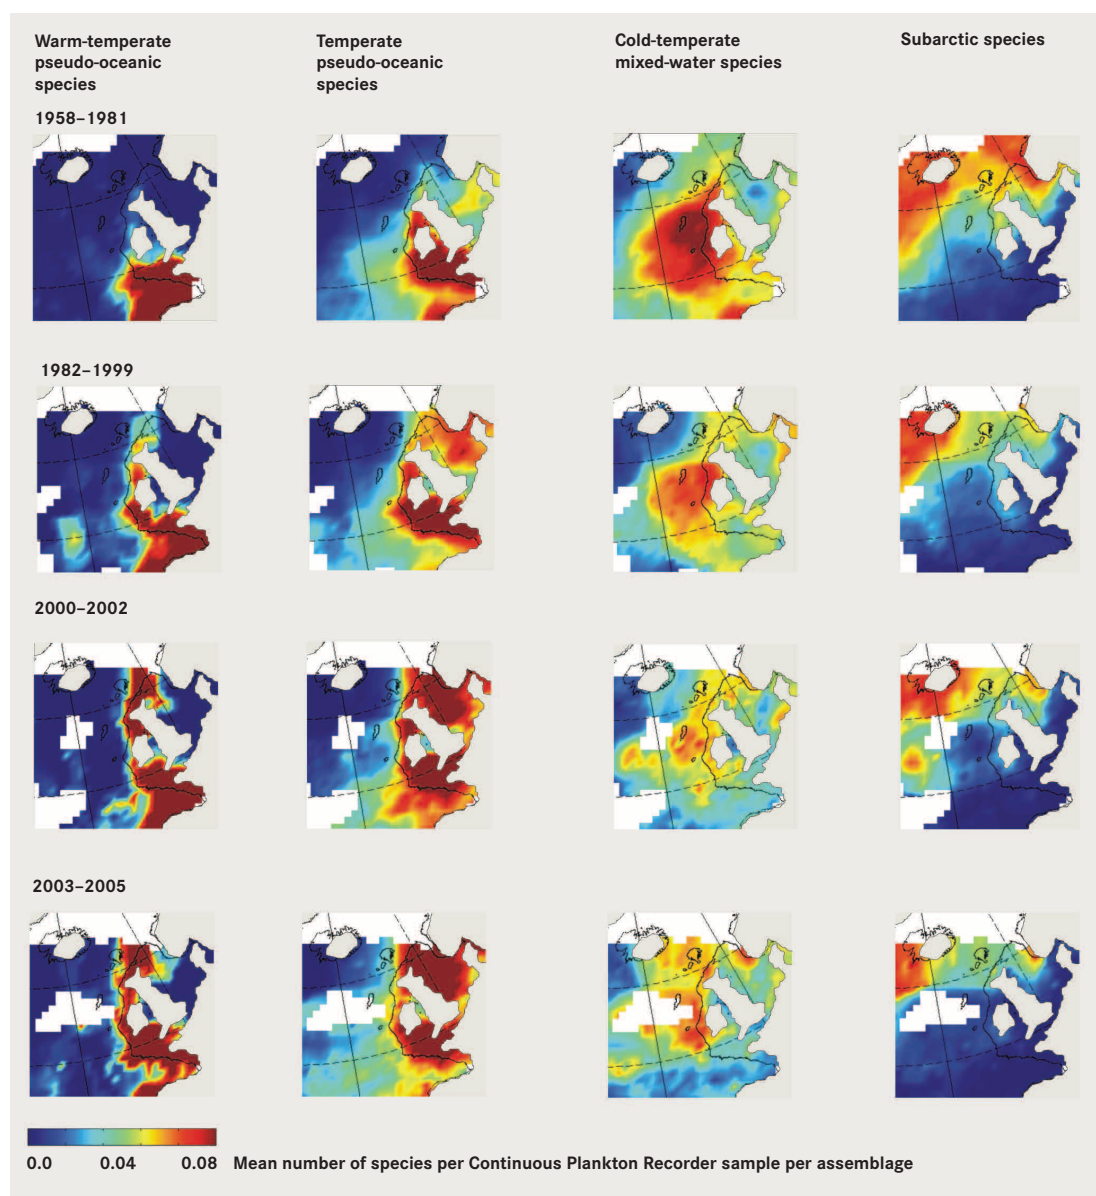 Warm-temperate
pseudo-oceanic
species
Temperate
pseudo-oceanic
species
Cold-temperate
mixed-water species
Subarctic species
1958–1981
1982–1999
2000–2002
2003–2005
0.0 0.04 0.08 Mean number of species per Continuous Plankton Recorder sample per assemblage